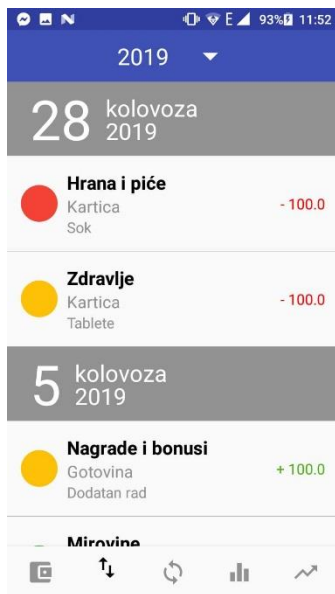 E 93% 11:52
2019
28 kolovoza
2019
Hrana i piće
Kartica
- 100.0
Sok
Zdravlje
Kartica
- 100.0
Tablete
5 kolovoza
2019
Nagrade i bonusi
Gotovina
+ 100.0
Dodatan rad
Mirovine